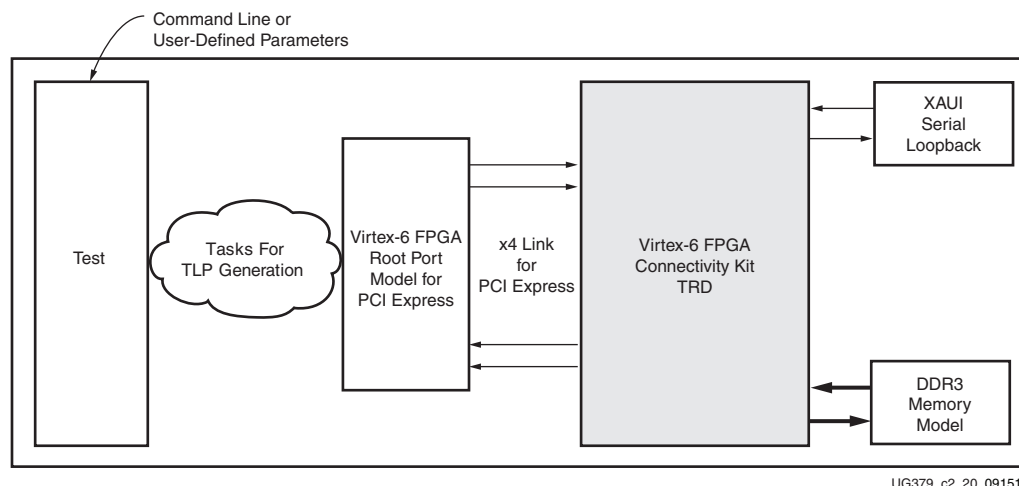 Command Line or
User-Defined Parameters
Test
Tasks For
TLP Generation
Virtex-6 FPGA
Root Port
Model for
PCI Express
x4 Link
for
PCI Express
Virtex-6 FPGA
Connectivity Kit
TRD
XAUI
Serial
Loopback
DDR3
Memory
Model
UG379_c2_20_09151